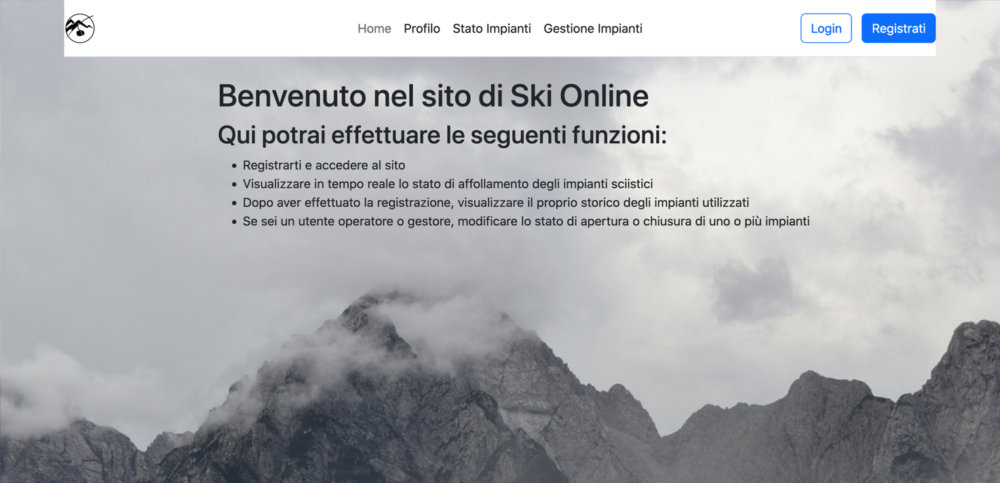 Home Profilo Stato Impianti Gestione Impianti Login Registrati
Benvenuto nel sito di Ski Online
Qui potrai effettuare le seguenti funzioni:
• Registrarti e accedere al sito
• Visualizzare in tempo reale lo stato di affollamento degli impianti sciistici
• Dopo aver effettuato la registrazione, visualizzare il proprio storico degli impianti utilizzati
• Se sei un utente operatore o gestore, modificare lo stato di apertura o chiusura di uno o più impianti